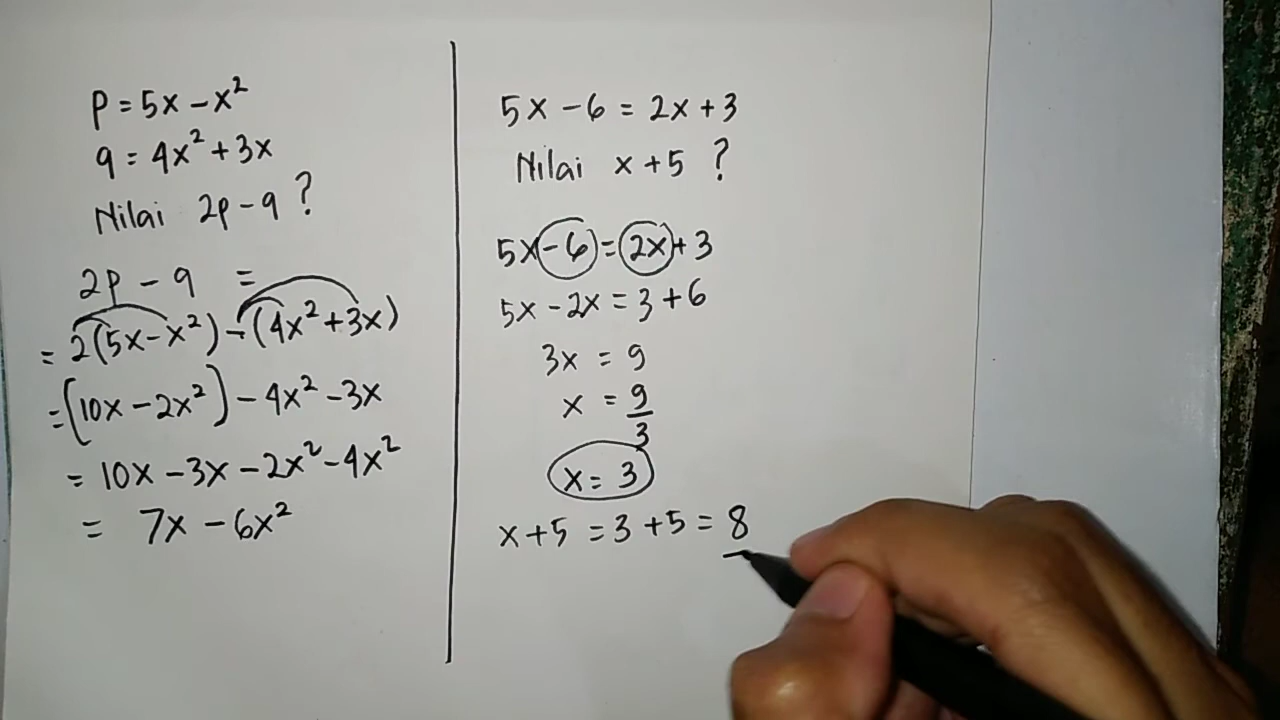 P = 5x - x²
q = 4x² + 3x
Nilai 2p - q ?
2p - q =
= 2(5x - x²) - (4x² + 3x)
= (10x - 2x²) - 4x² - 3x
= 10x - 3x - 2x² - 4x²
= 7x - 6x²
5x - 6 = 2x + 3
Nilai x + 5 ?
5x - 6 = 2x + 3
5x - 2x = 3 + 6
3x = 9
x = 9/3
x = 3
x + 5 = 3 + 5 = 8